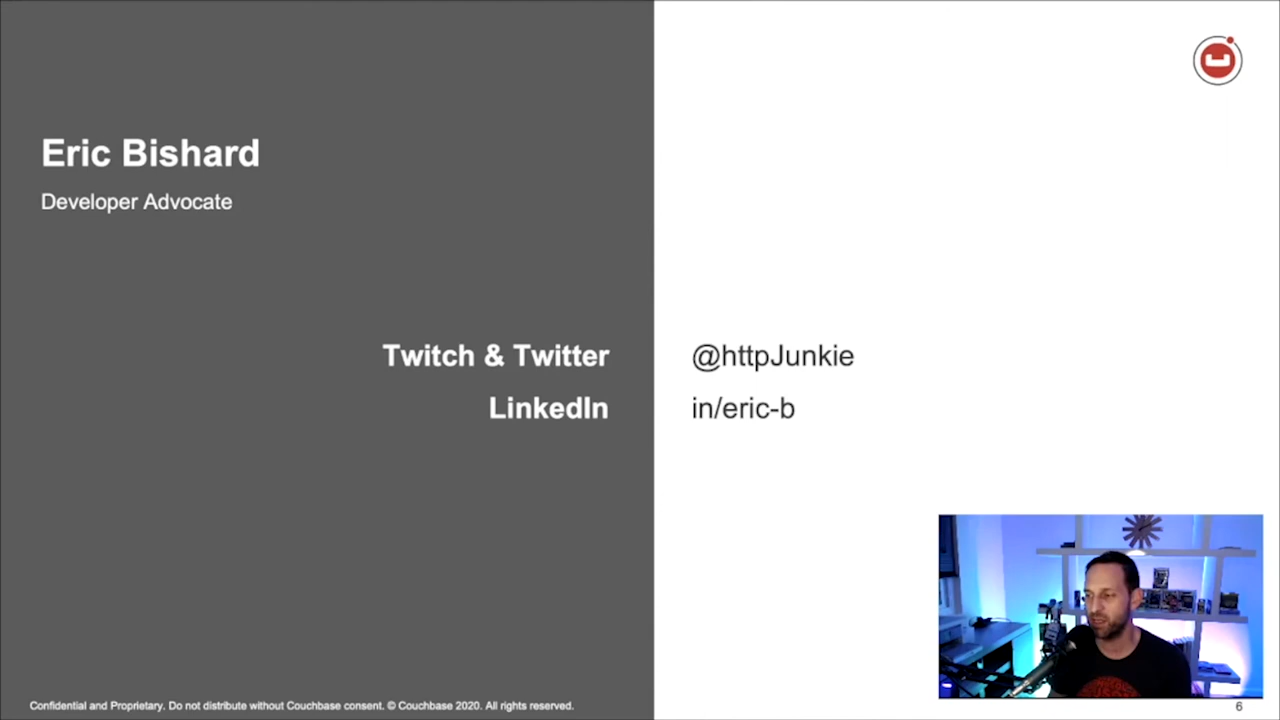 Eric Bishard
Developer Advocate
Twitch & Twitter @httpJunkie
LinkedIn in/eric-b
Confidential and Proprietary. Do not distribute without Couchbase consent. © Couchbase 2020. All rights reserved. 6